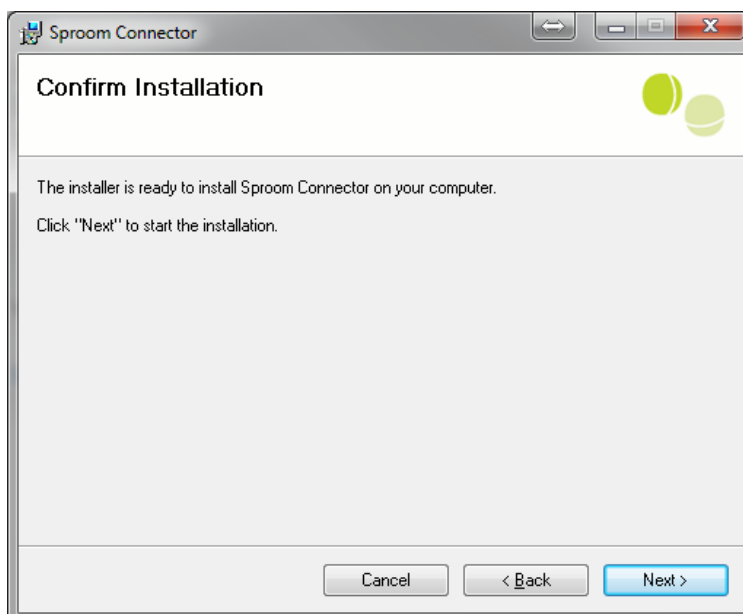 Sproom Connector
Confirm Installation
The installer is ready to install Sproom Connector on your computer.
Click "Next" to start the installation.
Cancel
< Back
Next >